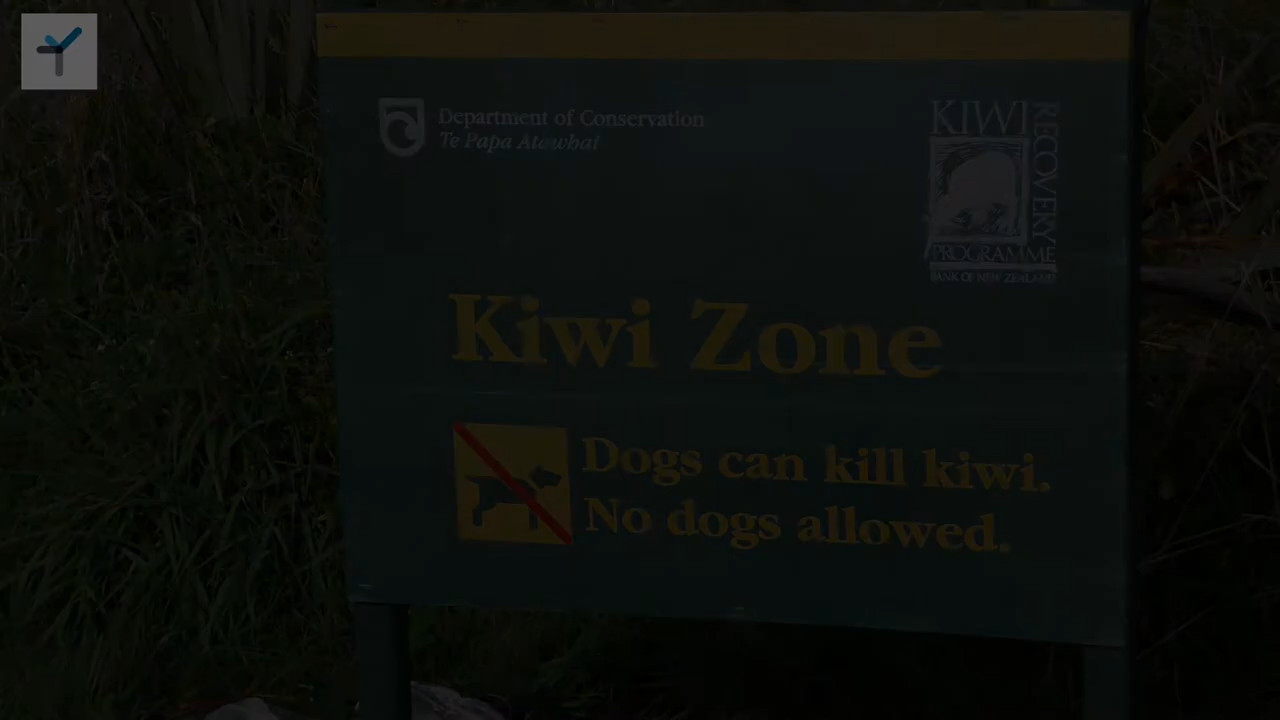 Department of Conservation
Te Papa Atawhai
KIWI
RECOVERY
PROGRAMME
BANK OF NEW ZEALAND
Kiwi Zone
Dogs can kill kiwi.
No dogs allowed.